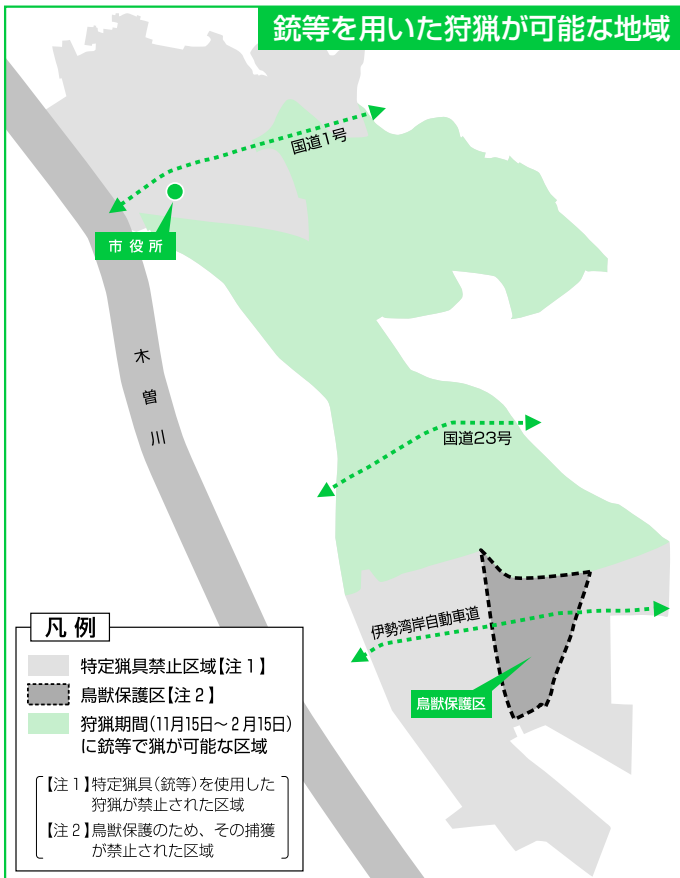 銃等を用いた狩猟が可能な地域
国道1号
市役所
木曽川
国道23号
伊勢湾岸自動車道
鳥獣保護区
凡例
特定猟具禁止区域【注1】
鳥獣保護区【注2】
狩猟期間(11月15日～2月15日)
に銃等で猟が可能な区域
【注1】特定猟具(銃等)を使用した
狩猟が禁止された区域
【注2】鳥獣保護のため、その捕獲
が禁止された区域